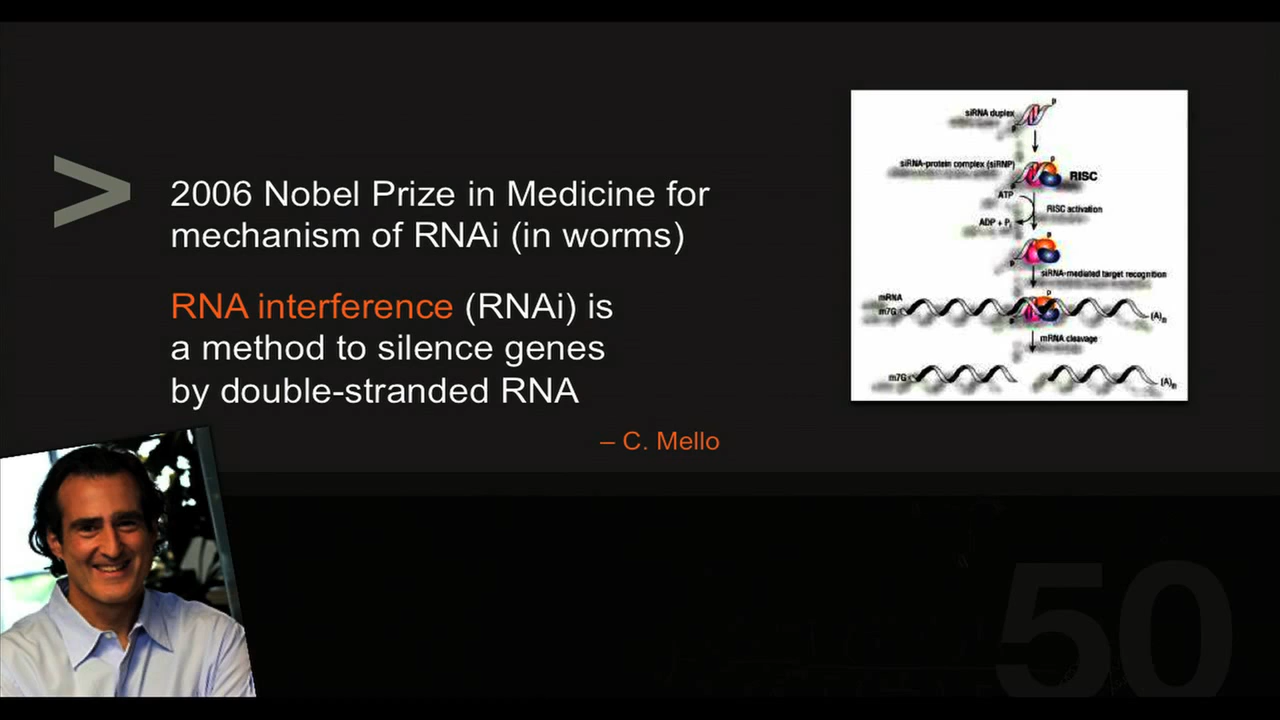 >
2006 Nobel Prize in Medicine for
mechanism of RNAi (in worms)
RNA interference (RNAi) is
a method to silence genes
by double-stranded RNA
– C. Mello
siRNA duplex
P
P
siRNA-protein complex (siRNP)
P
RISC
ATP
RISC activation
ADP + Pi
P
P
siRNA-mediated target recognition
mRNA
P
m7G
(A)n
P
mRNA cleavage
m7G
(A)n
50